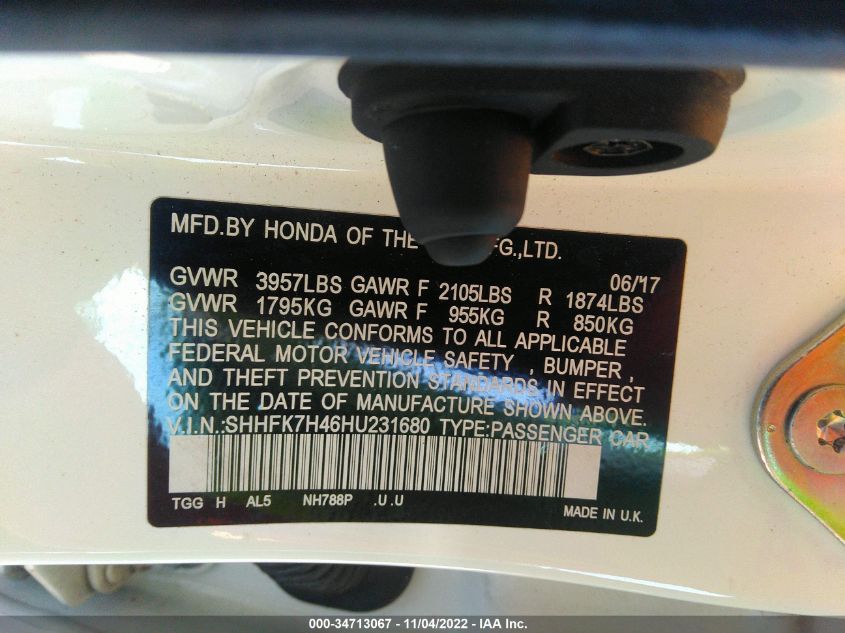 MFD.BY HONDA OF THE FG.,LTD.
06/17
GVWR 3957LBS GAWR F 2105LBS R 1874LBS
GVWR 1795KG GAWR F 955KG R 850KG
THIS VEHICLE CONFORMS TO ALL APPLICABLE
FEDERAL MOTOR VEHICLE SAFETY , BUMPER ,
AND THEFT PREVENTION STANDARDS IN EFFECT
ON THE DATE OF MANUFACTURE SHOWN ABOVE.
V.I.N.:SHHFK7H46HU231680 TYPE:PASSENGER CAR
TGG H AL5 NH788P .U.U
MADE IN U.K.
000-34713067 - 11/04/2022 - IAA Inc.